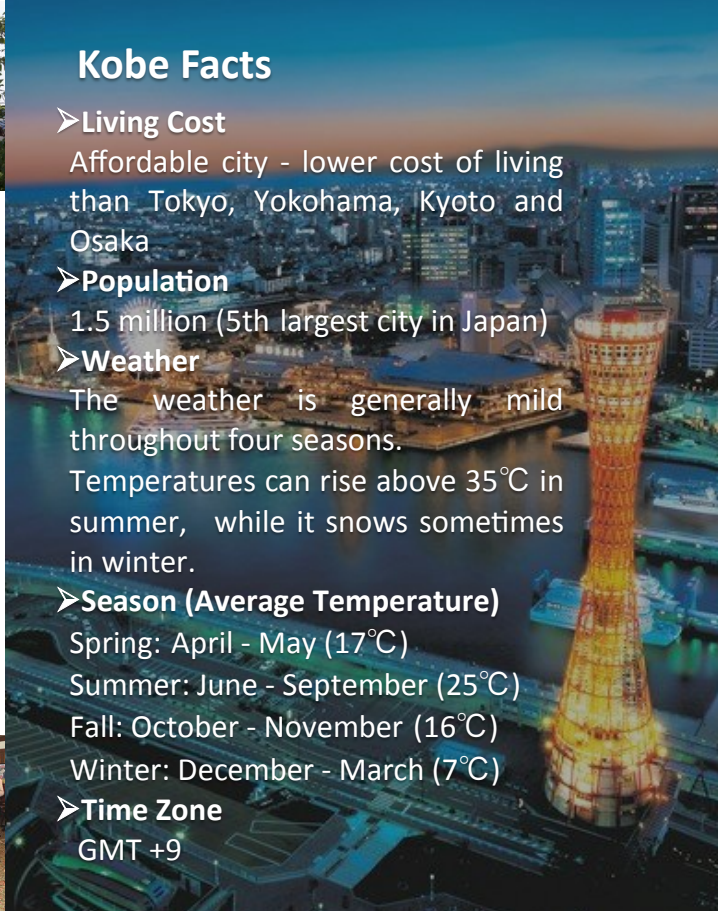 Kobe Facts
➢Living Cost
Affordable city - lower cost of living
than Tokyo, Yokohama, Kyoto and
Osaka
➢Population
1.5 million (5th largest city in Japan)
➢Weather
The weather is generally mild
throughout four seasons.
Temperatures can rise above 35℃ in
summer, while it snows sometimes
in winter.
➢Season (Average Temperature)
Spring: April - May (17℃)
Summer: June - September (25℃)
Fall: October - November (16℃)
Winter: December - March (7℃)
➢Time Zone
GMT +9